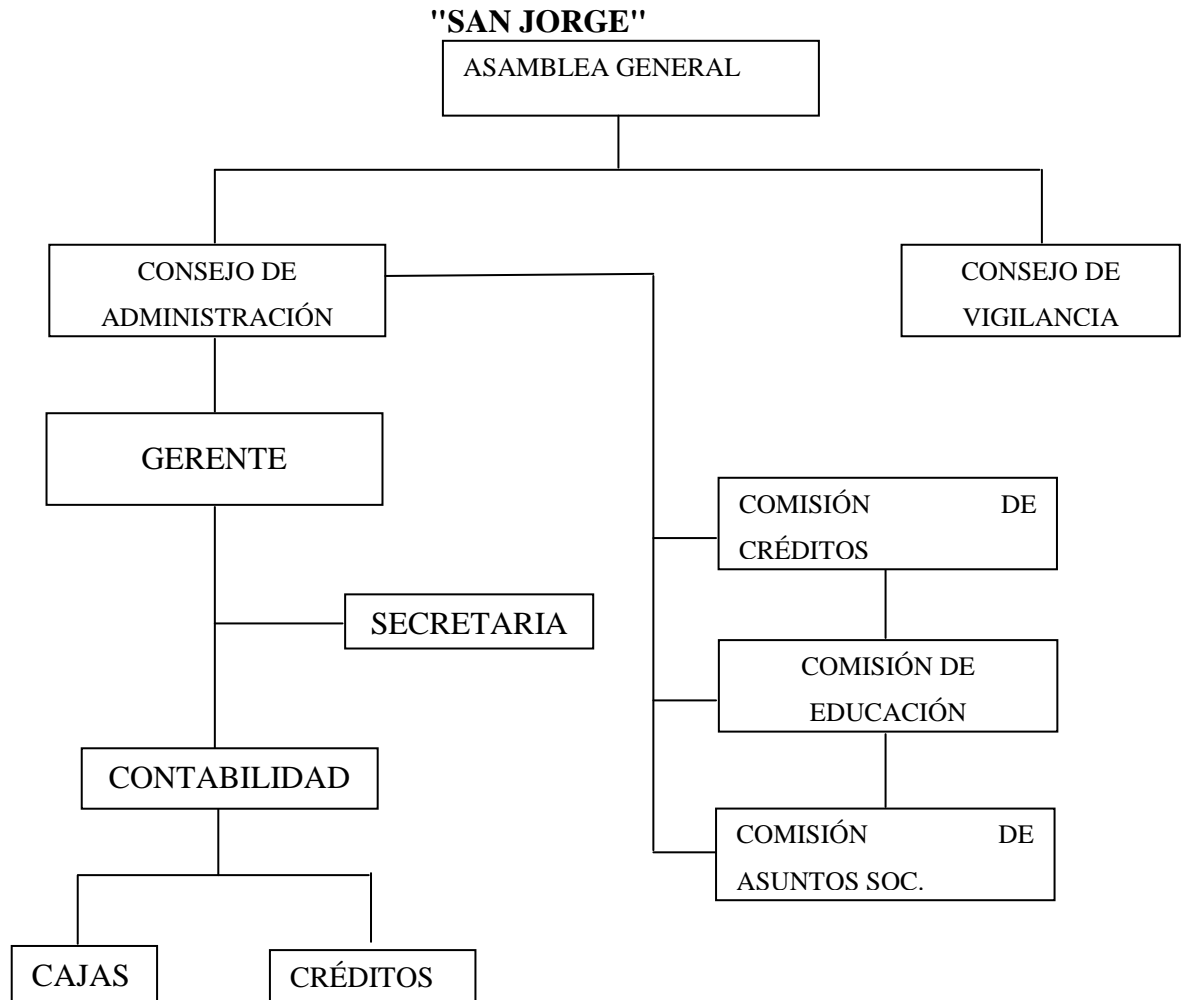 "SAN JORGE"
ASAMBLEA GENERAL
CONSEJO DE
ADMINISTRACIÓN
CONSEJO DE
VIGILANCIA
GERENTE
COMISIÓN DE
CRÉDITOS
SECRETARIA
COMISIÓN DE
EDUCACIÓN
CONTABILIDAD
COMISIÓN DE
ASUNTOS SOC.
CAJAS
CRÉDITOS